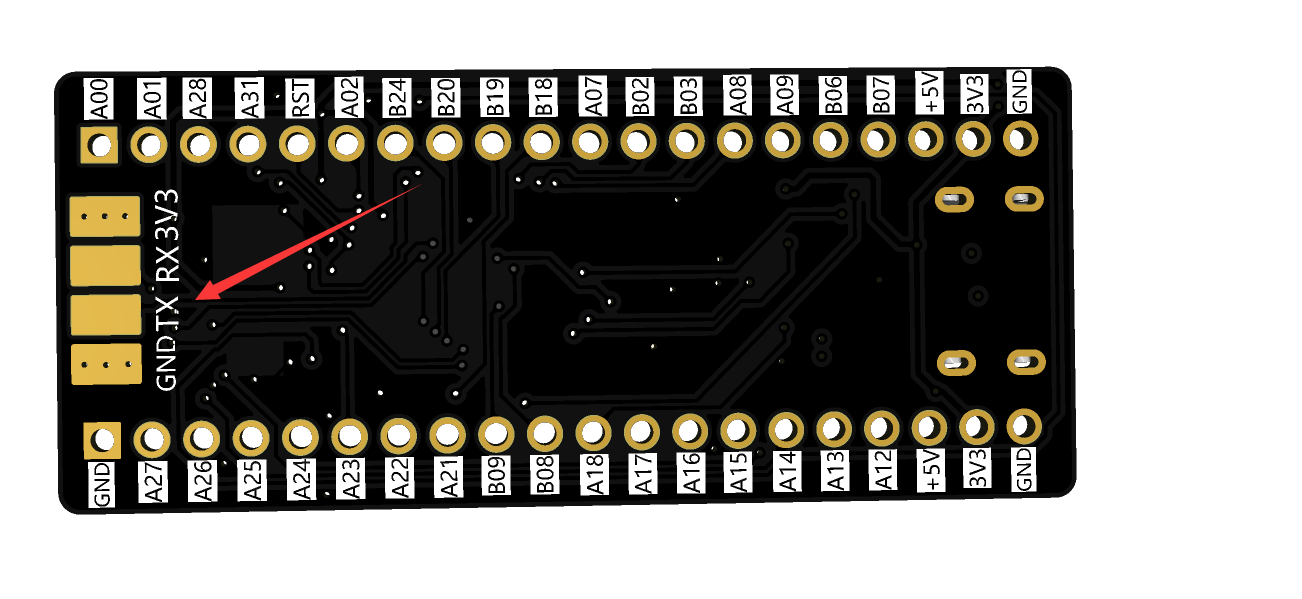 A00 A01 A28 A31 RST A02 B24 B20 B19 B18 A07 B02 B03 A08 A09 B06 B07 +5V 3V3 GND
3V3
RX
TX
GND
GND A27 A26 A25 A24 A23 A22 A21 B09 B08 A18 A17 A16 A15 A14 A13 A12 +5V 3V3 GND